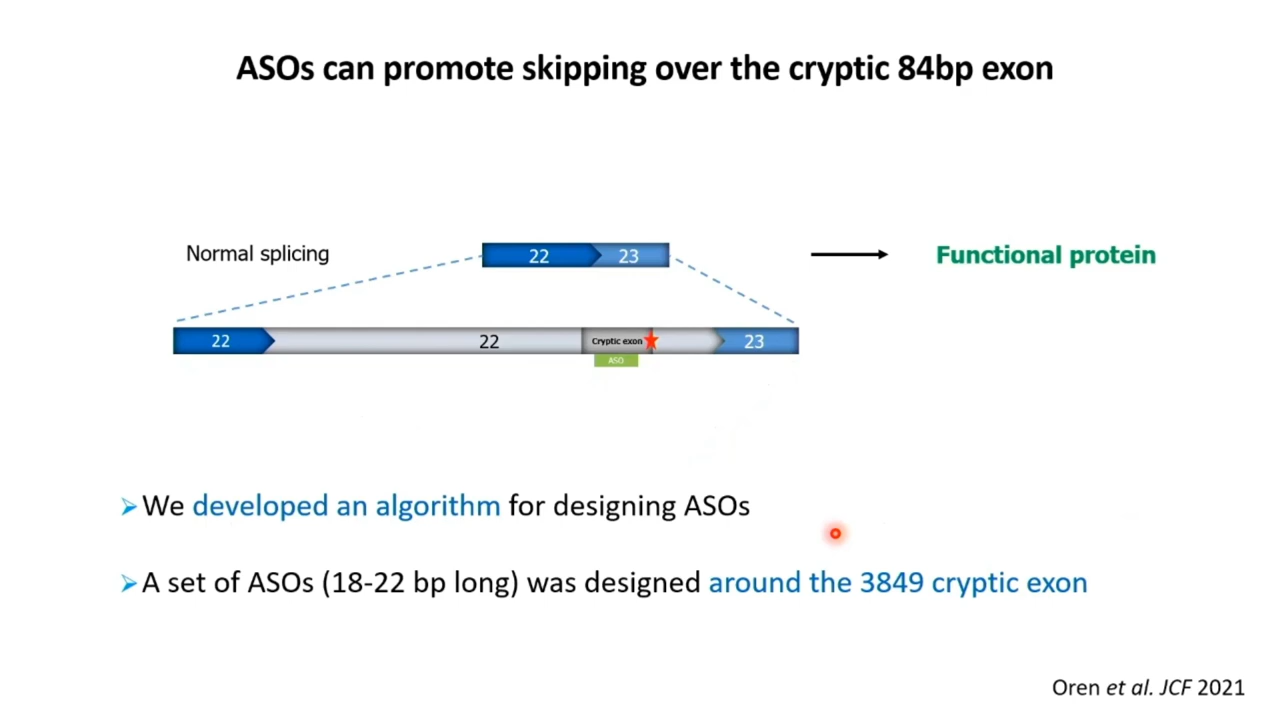 ASOs can promote skipping over the cryptic 84bp exon
Normal splicing
22 23
Functional protein
22 22 Cryptic exon 23
ASO
We developed an algorithm for designing ASOs
A set of ASOs (18-22 bp long) was designed around the 3849 cryptic exon
Oren et al. JCF 2021